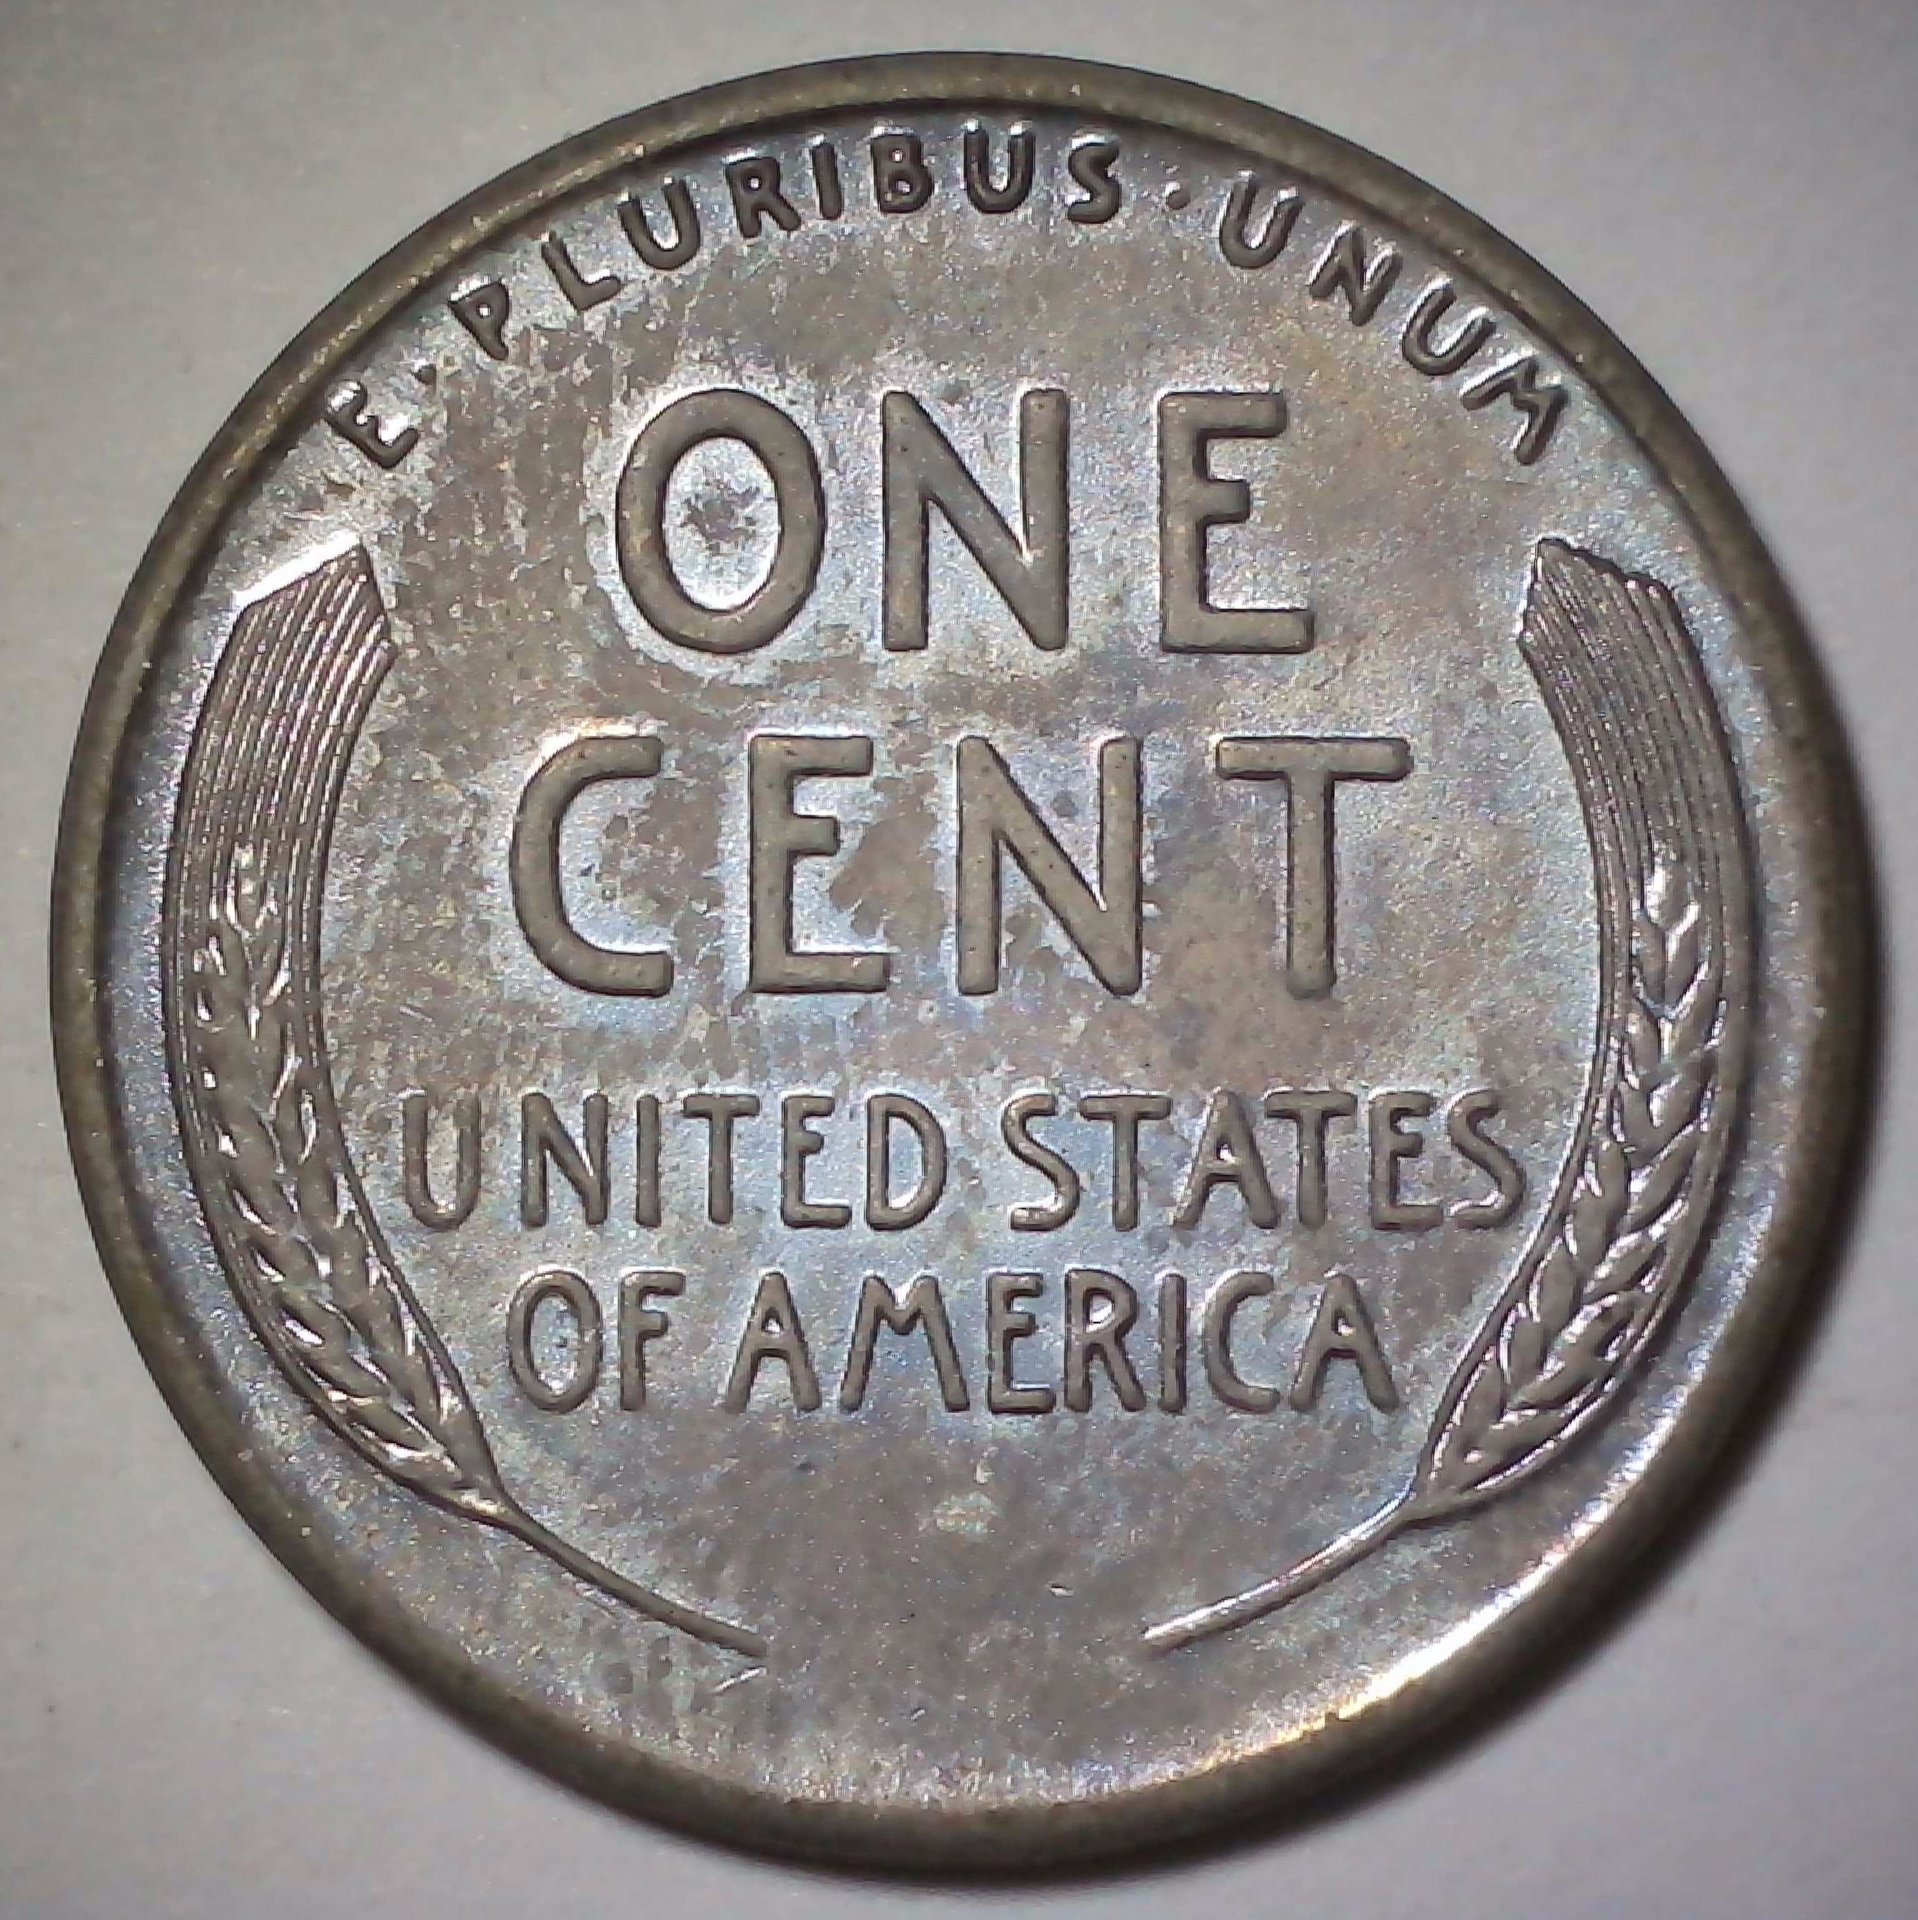 E · PLURIBUS · UNUM
ONE
CENT
UNITED STATES
OF AMERICA